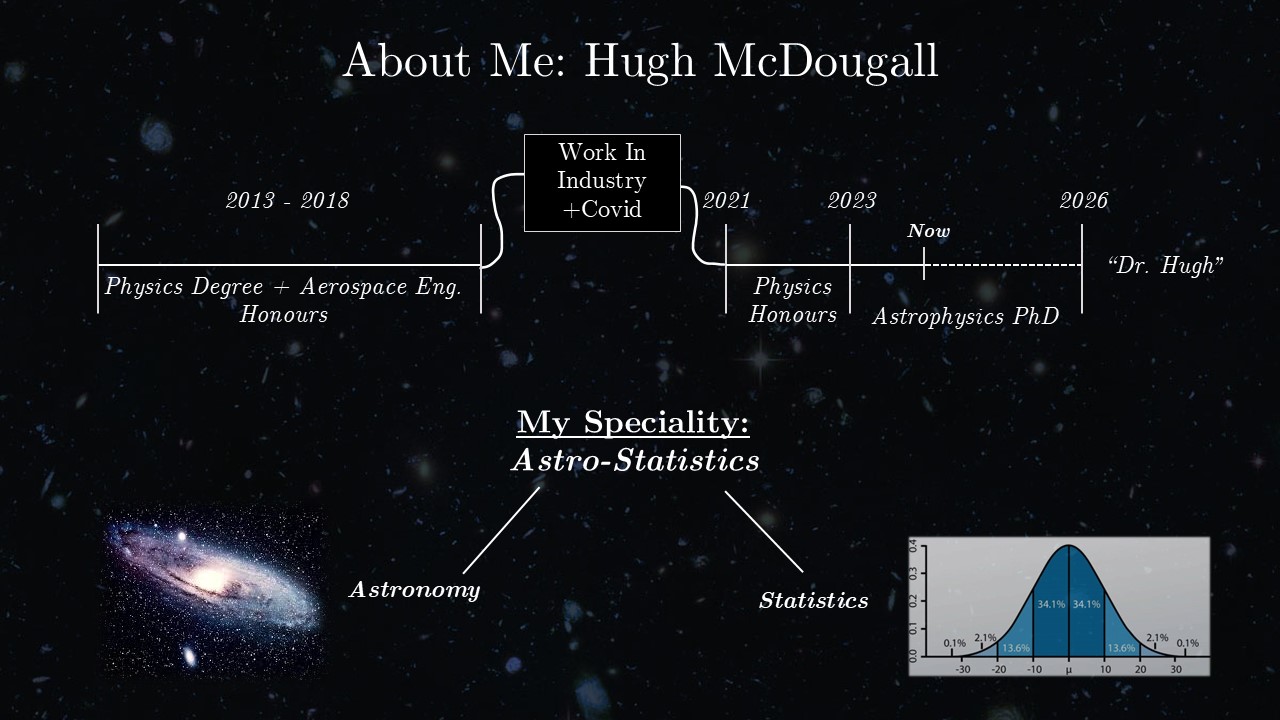 About Me: Hugh McDougall
Work In
Industry
+Covid
2013 - 2018
2021
2023
2026
Now
Physics Degree + Aerospace Eng.
Honours
Physics
Honours
Astrophysics PhD
“Dr. Hugh”
My Speciality:
Astro-Statistics
Astronomy
Statistics
0.4
0.3
0.2
0.1
0.0
34.1% 34.1%
0.1% 2.1% 13.6% 13.6% 2.1% 0.1%
-30 -20 -10 µ 10 20 30